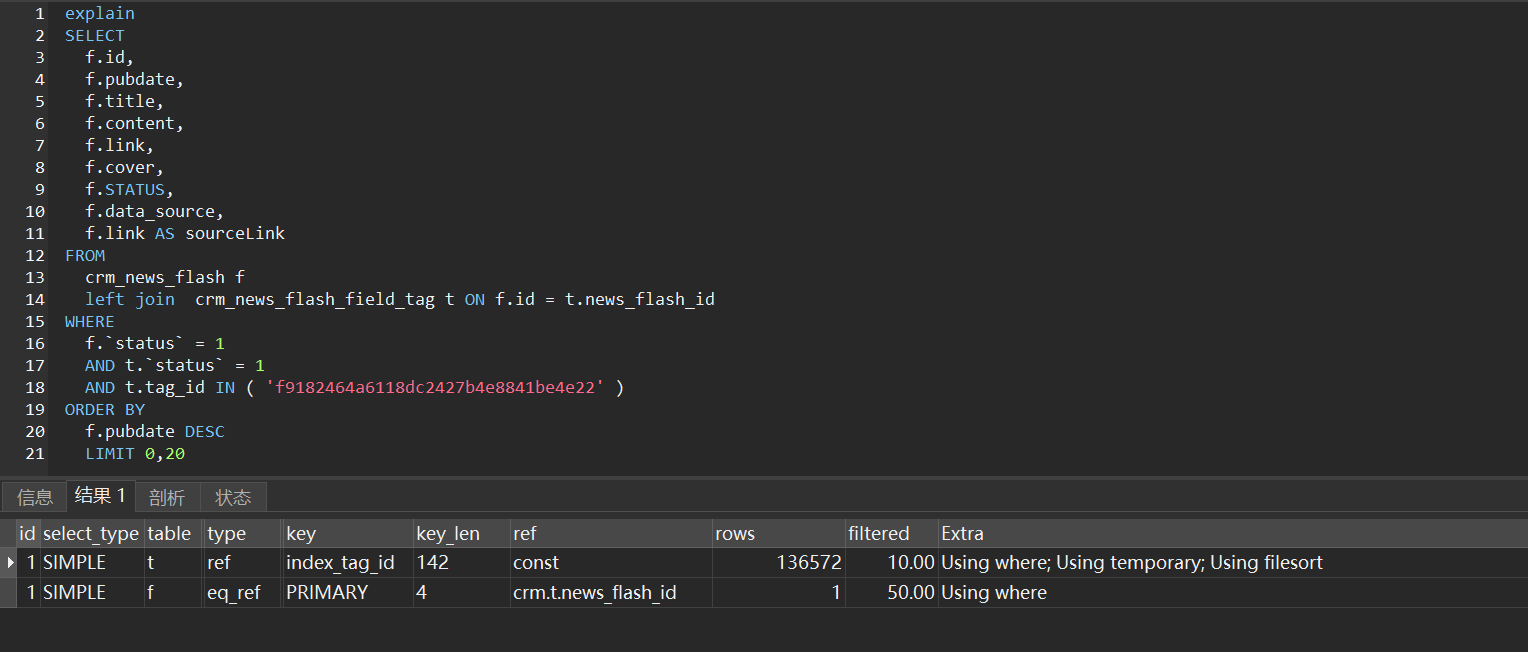 1 explain
2 SELECT
3 f.id,
4 f.pubdate,
5 f.title,
6 f.content,
7 f.link,
8 f.cover,
9 f.STATUS,
10 f.data_source,
11 f.link AS sourceLink
12 FROM
13 crm_news_flash f
14 left join  crm_news_flash_field_tag t ON f.id = t.news_flash_id
15 WHERE
16 f.`status` = 1
17 AND t.`status` = 1
18 AND t.tag_id IN ( 'f9182464a6118dc2427b4e8841be4e22' )
19 ORDER BY
20 f.pubdate DESC
21 LIMIT 0,20
信息 结果 1 剖析 状态
id select_type table type key key_len ref rows filtered Extra
1 SIMPLE t ref index_tag_id 142 const 136572 10.00 Using where; Using temporary; Using filesort
1 SIMPLE f eq_ref PRIMARY 4 crm.t.news_flash_id 1 50.00 Using where